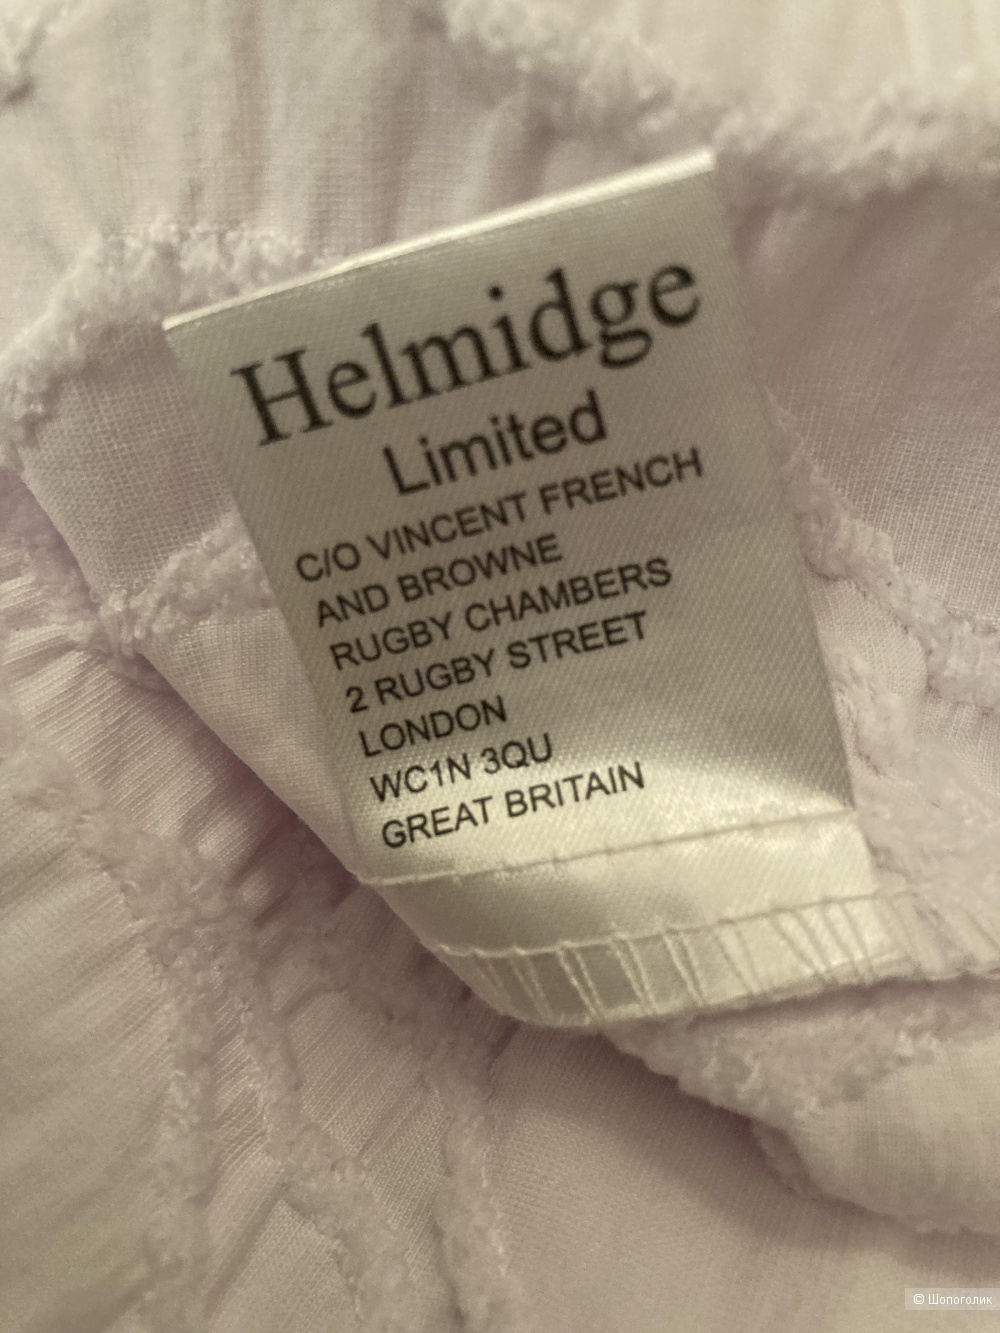 Helmidge
Limited
C/O VINCENT FRENCH
AND BROWNE
RUGBY CHAMBERS
2 RUGBY STREET
LONDON
WC1N 3QU
GREAT BRITAIN
© Шопоголик